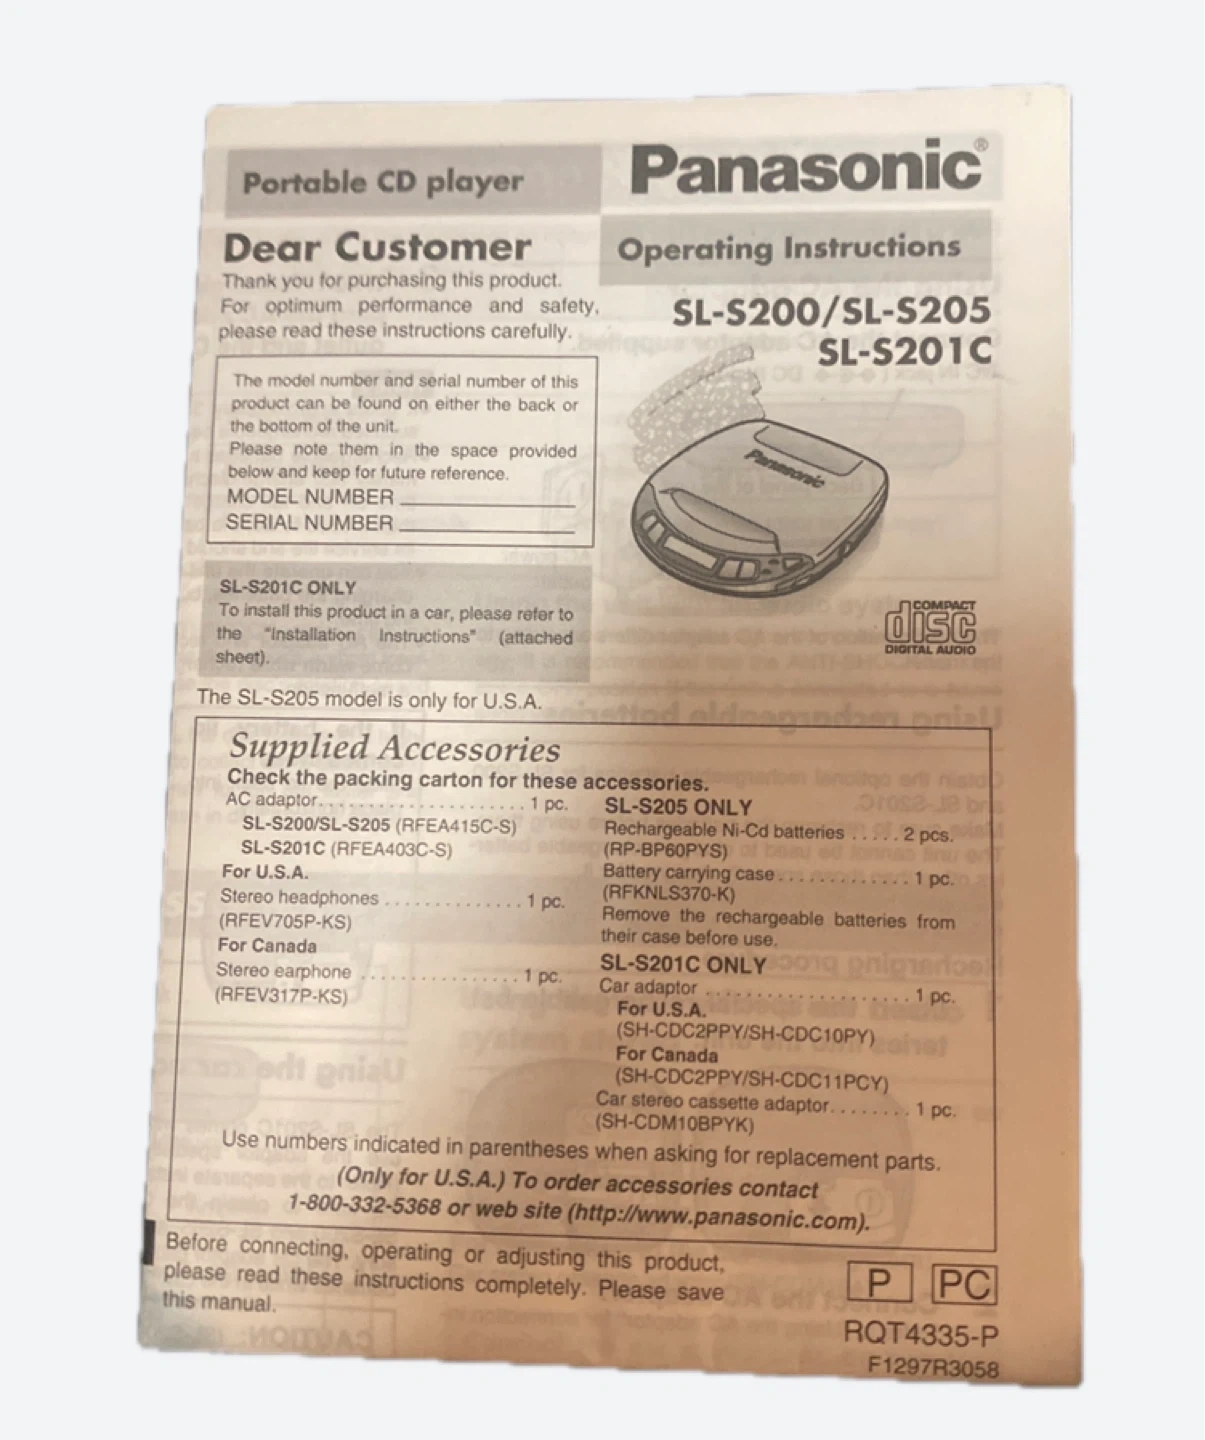 Portable CD player
Panasonic®
Dear Customer
Thank you for purchasing this product.
For optimum performance and safety,
please read these instructions carefully.
Operating Instructions
SL-S200/SL-S205
SL-S201C
The model number and serial number of this
product can be found on either the back or
the bottom of the unit.
Please note them in the space provided
below and keep for future reference.
MODEL NUMBER
SERIAL NUMBER
Panasonic
SL-S201C ONLY
To install this product in a car, please refer to
the "Installation Instructions" (attached
sheet).
COMPACT
disc
DIGITAL AUDIO
The SL-S205 model is only for U.S.A.
Supplied Accessories
Check the packing carton for these accessories.
AC adaptor...................... 1 pc.
SL-S200/SL-S205 (RFEA415C-S)
SL-S201C (RFEA403C-S)
For U.S.A.
Stereo headphones .............. 1 pc.
(RFEV705P-KS)
For Canada
Stereo earphone ................ 1 pc.
(RFEV317P-KS)
SL-S205 ONLY
Rechargeable Ni-Cd batteries ..... 2 pcs.
(RP-BP60PYS)
Battery carrying case ............. 1 pc.
(RFKNLS370-K)
Remove the rechargeable batteries from
their case before use.
SL-S201C ONLY
Car adaptor ..................... 1 pc.
For U.S.A.
(SH-CDC2PPY/SH-CDC10PY)
For Canada
(SH-CDC2PPY/SH-CDC11PCY)
Car stereo cassette adaptor........ 1 pc.
(SH-CDM10BPYK)
Use numbers indicated in parentheses when asking for replacement parts.
(Only for U.S.A.) To order accessories contact
1-800-332-5368 or web site (http://www.panasonic.com).
Before connecting, operating or adjusting this product,
please read these instructions completely. Please save
this manual.
P PC
RQT4335-P
F1297R3058